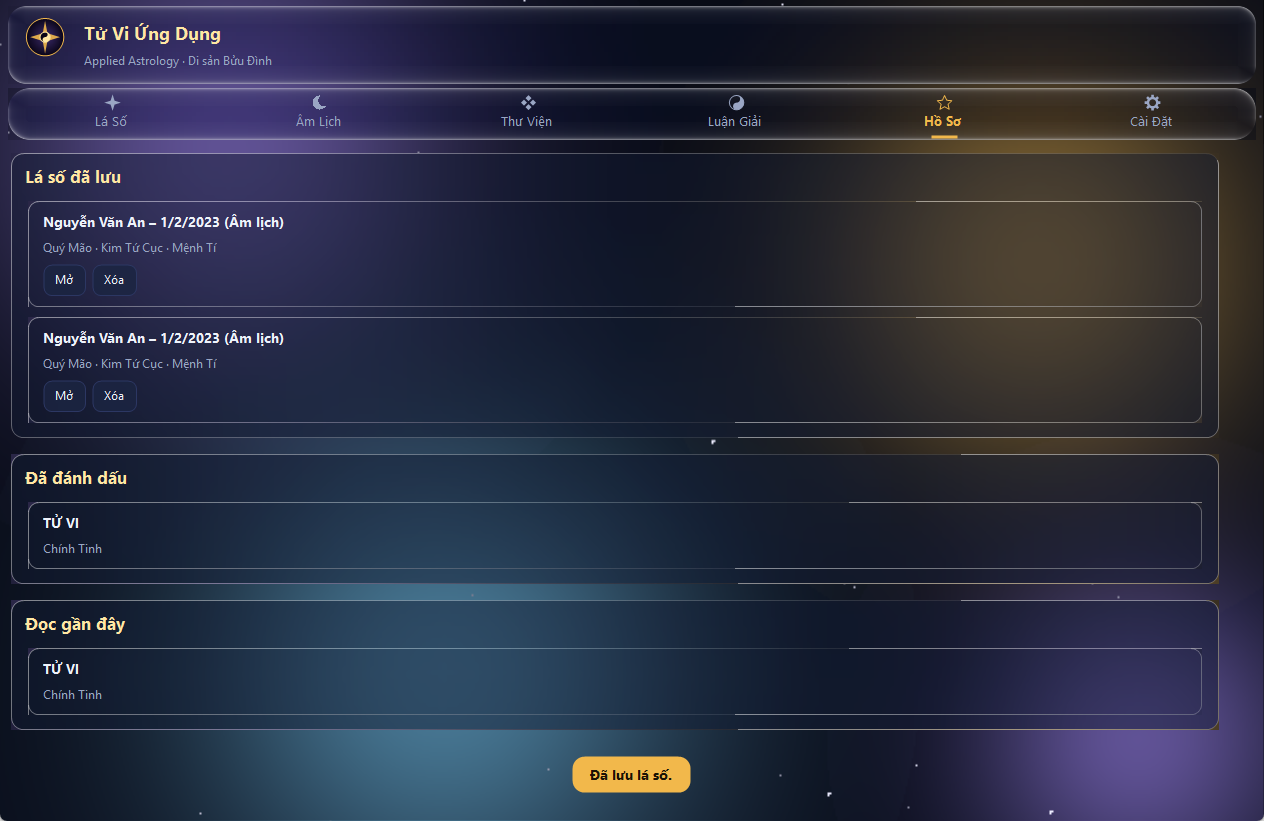 Tử Vi Ứng Dụng
Applied Astrology · Di sản Bửu Đình
Lá Số
Âm Lịch
Thư Viện
Luận Giải
Hồ Sơ
Cài Đặt
Lá số đã lưu
Nguyễn Văn An – 1/2/2023 (Âm lịch)
Quý Mão · Kim Tứ Cục · Mệnh Tí
Mở
Xóa
Nguyễn Văn An – 1/2/2023 (Âm lịch)
Quý Mão · Kim Tứ Cục · Mệnh Tí
Mở
Xóa
Đã đánh dấu
TỬ VI
Chính Tinh
Đọc gần đây
TỬ VI
Chính Tinh
Đã lưu lá số.